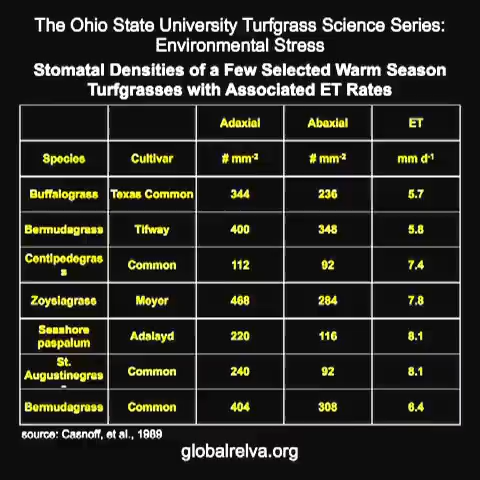 The Ohio State University Turfgrass Science Series:
Environmental Stress
Stomatal Densities of a Few Selected Warm Season
Turfgrasses with Associated ET Rates
Adaxial Abaxial ET
Species Cultivar # mm-2 # mm-2 mm d-1
Buffalograss Texas Common 344 236 5.7
Bermudagrass Tifway 400 348 5.8
Centipedegras
s
Common 112 92 7.4
Zoysiagrass Meyer 468 284 7.8
Seashore
paspalum
Adalayd 220 116 8.1
St.
Augustinegras
Common 240 92 8.1
Bermudagrass Common 404 308 6.4
source: Casnoff, et al., 1989
globalrelva.org